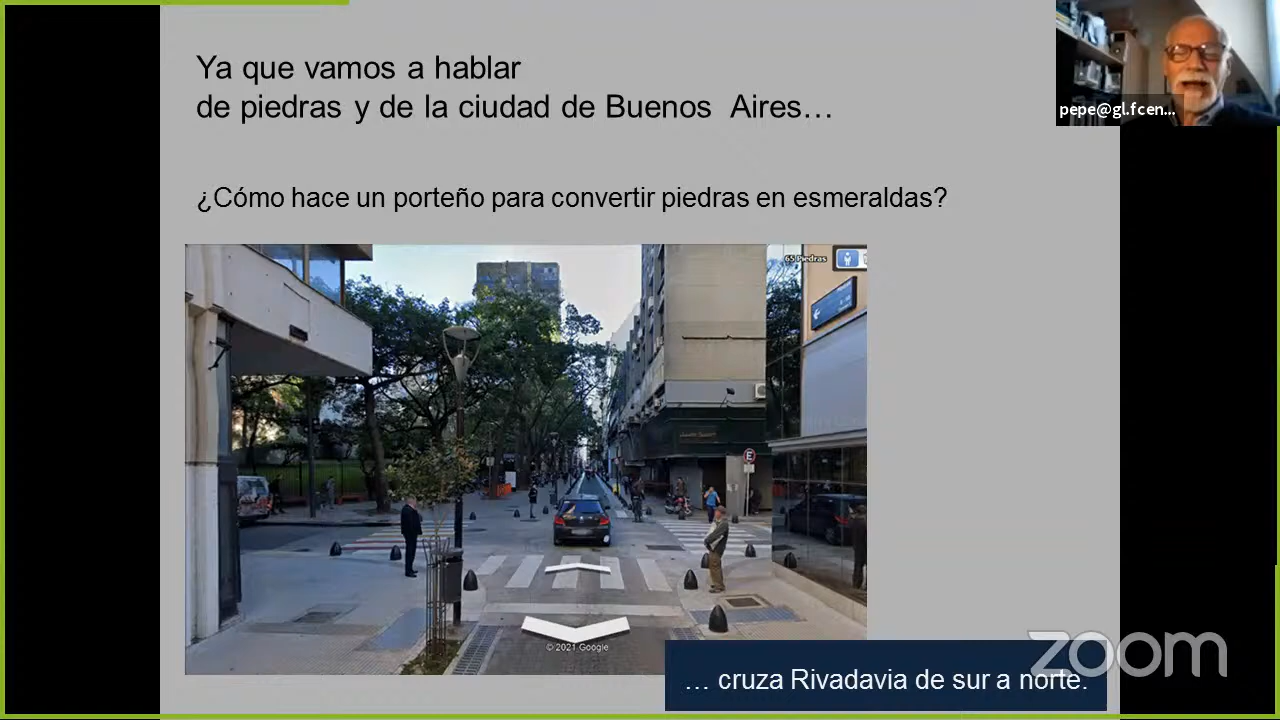 Ya que vamos a hablar
de piedras y de la ciudad de Buenos Aires…
pepe@gl.fcen...
¿Cómo hace un porteño para convertir piedras en esmeraldas?
65 Piedras
E
© 2021 Google
zoom
… cruza Rivadavia de sur a norte.